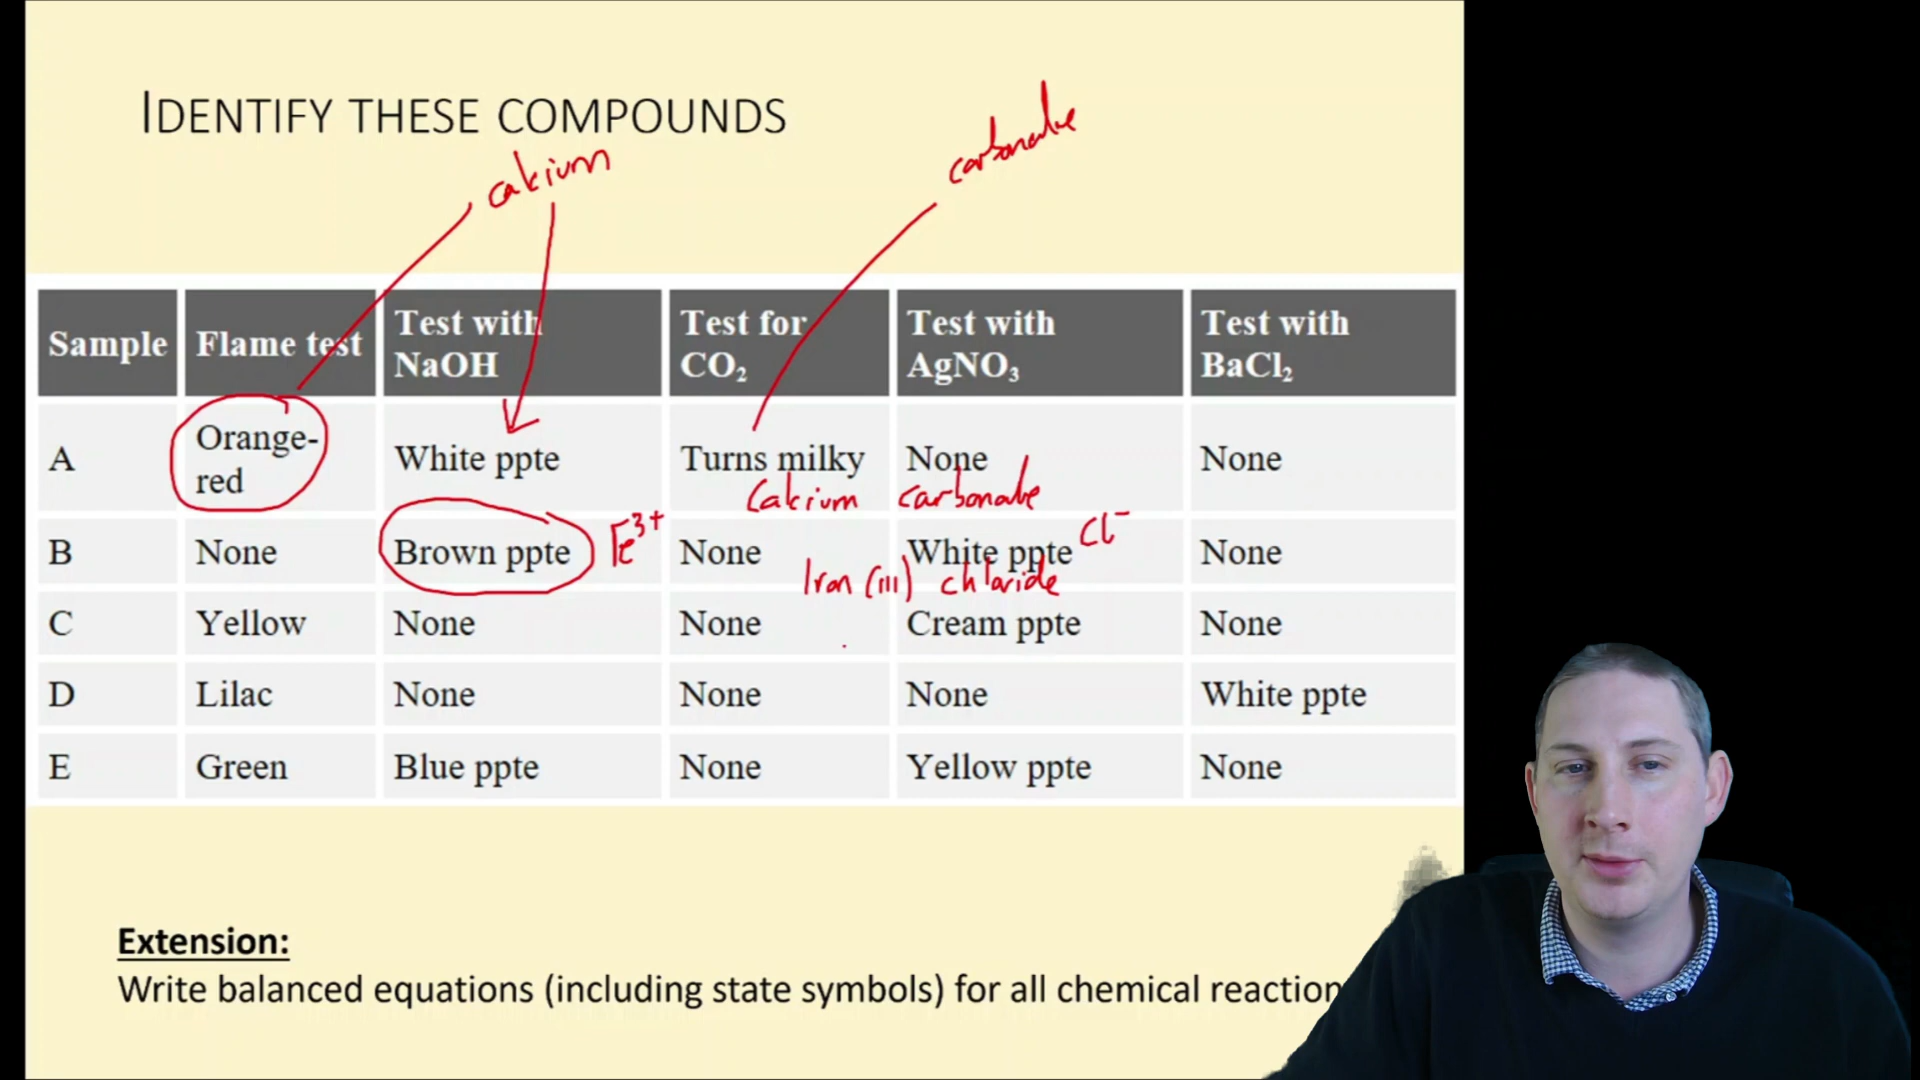 IDENTIFY THESE COMPOUNDS
calcium
carbonate
Sample Flame test Test with NaOH Test for CO₂ Test with AgNO₃ Test with BaCl₂
A Orange-red White ppte Turns milky None None
Calcium carbonate
B None Brown ppte Fe³⁺ None White ppte Cl⁻ None
Iron (III) chloride
C Yellow None None Cream ppte None
D Lilac None None None White ppte
E Green Blue ppte None Yellow ppte None
Extension:
Write balanced equations (including state symbols) for all chemical reaction